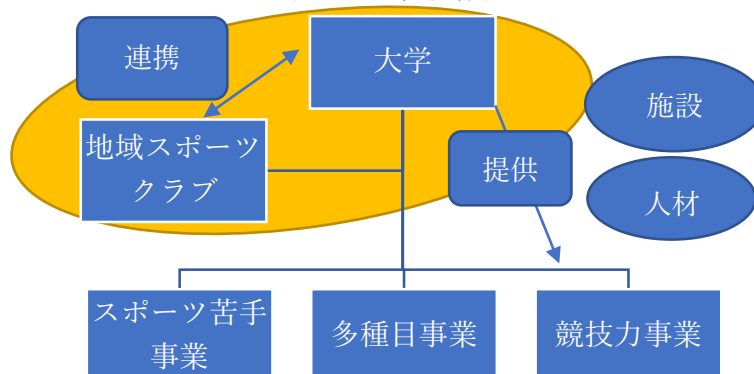 連携
大学
施設
地域スポーツ
クラブ
提供
人材
スポーツ苦手
事業
多種目事業
競技力事業